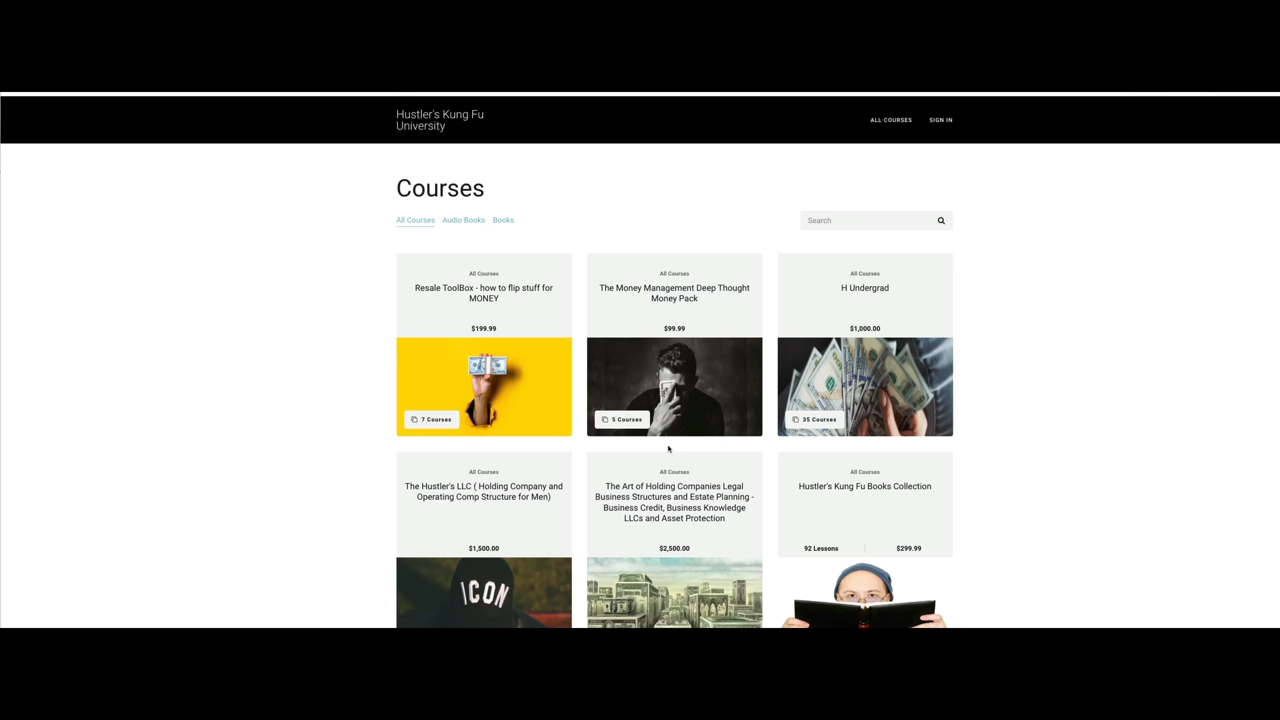 Hustler's Kung Fu
University
ALL COURSES
SIGN IN
Courses
All Courses
Audio Books
Books
Search
All Courses
Resale ToolBox - how to flip stuff for
MONEY
$199.99
7 Courses
All Courses
The Money Management Deep Thought
Money Pack
$99.99
5 Courses
All Courses
H Undergrad
$1,000.00
35 Courses
All Courses
The Hustler's LLC ( Holding Company and
Operating Comp Structure for Men)
$1,500.00
ICON
All Courses
The Art of Holding Companies Legal
Business Structures and Estate Planning -
Business Credit, Business Knowledge
LLCs and Asset Protection
$2,500.00
All Courses
Hustler's Kung Fu Books Collection
92 Lessons
$299.99